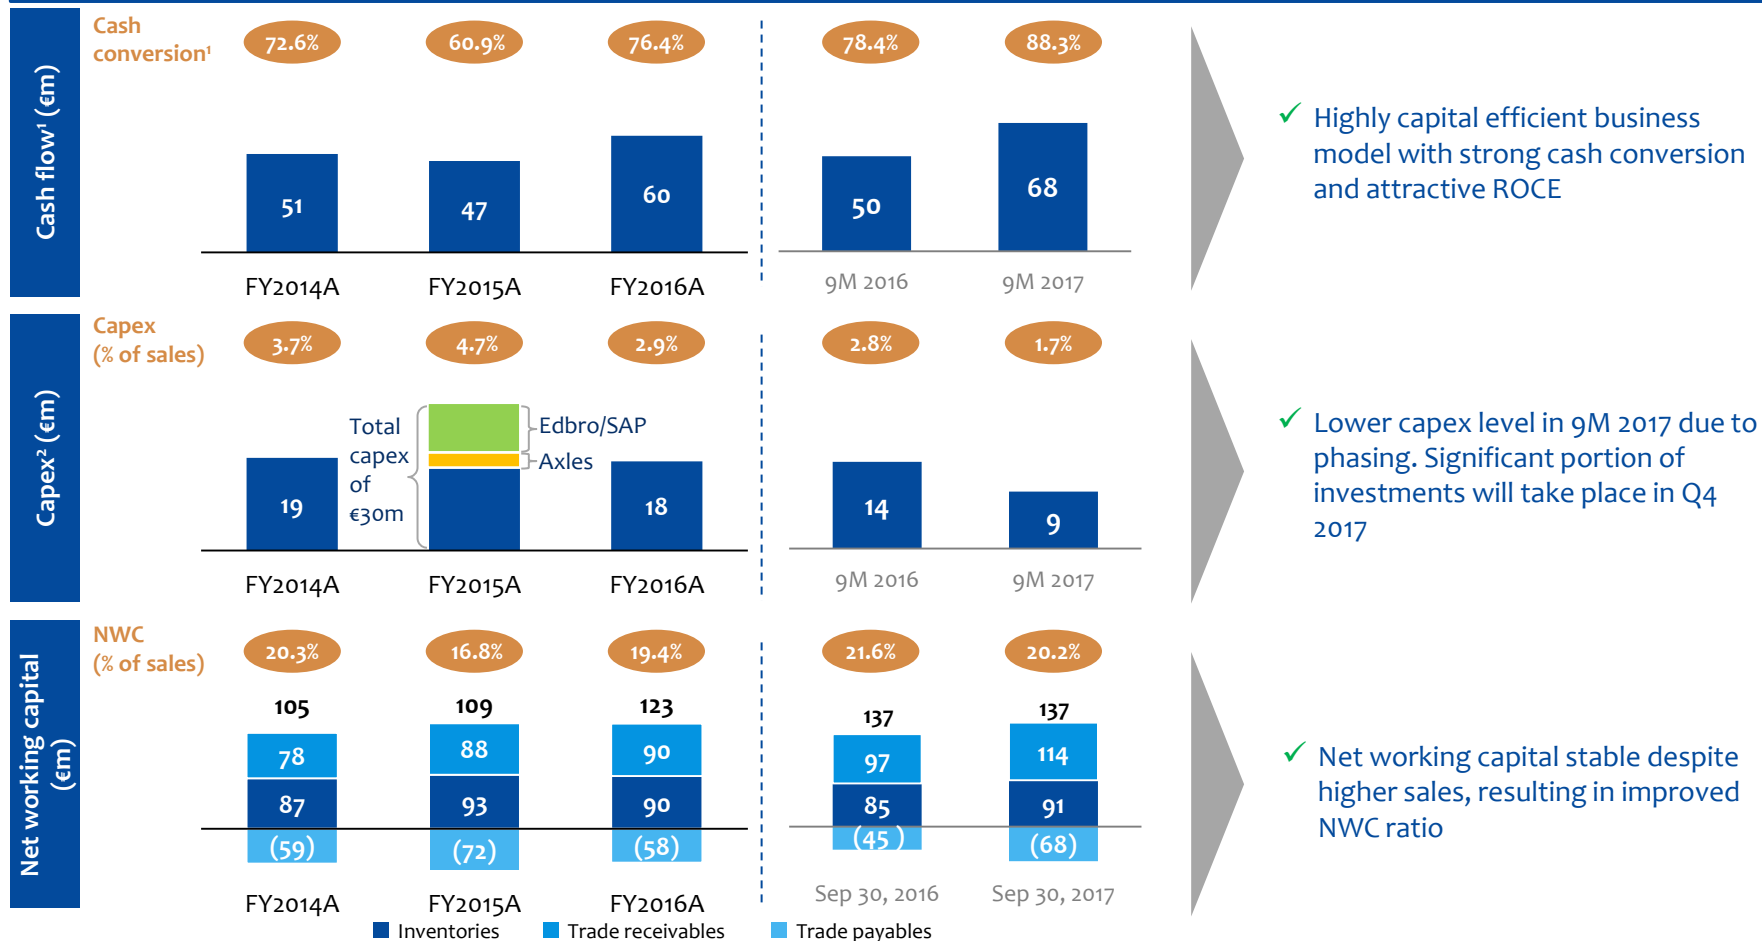 Cash flow¹ (€m)
Cash
conversion¹
72.6%
60.9%
76.4%
78.4%
88.3%
51
47
60
50
68
FY2014A
FY2015A
FY2016A
9M 2016
9M 2017
✓ Highly capital efficient business
model with strong cash conversion
and attractive ROCE
Capex² (€m)
Capex
(% of sales)
3.7%
4.7%
2.9%
2.8%
1.7%
Total
capex
of
€30m
Edbro/SAP
Axles
19
18
14
9
FY2014A
FY2015A
FY2016A
9M 2016
9M 2017
✓ Lower capex level in 9M 2017 due to
phasing. Significant portion of
investments will take place in Q4
2017
Net working capital
(€m)
NWC
(% of sales)
20.3%
16.8%
19.4%
21.6%
20.2%
105
109
123
137
137
78
88
90
97
114
87
93
90
85
91
(59)
(72)
(58)
(45 )
(68)
FY2014A
FY2015A
FY2016A
Sep 30, 2016
Sep 30, 2017
✓ Net working capital stable despite
higher sales, resulting in improved
NWC ratio
Inventories
Trade receivables
Trade payables